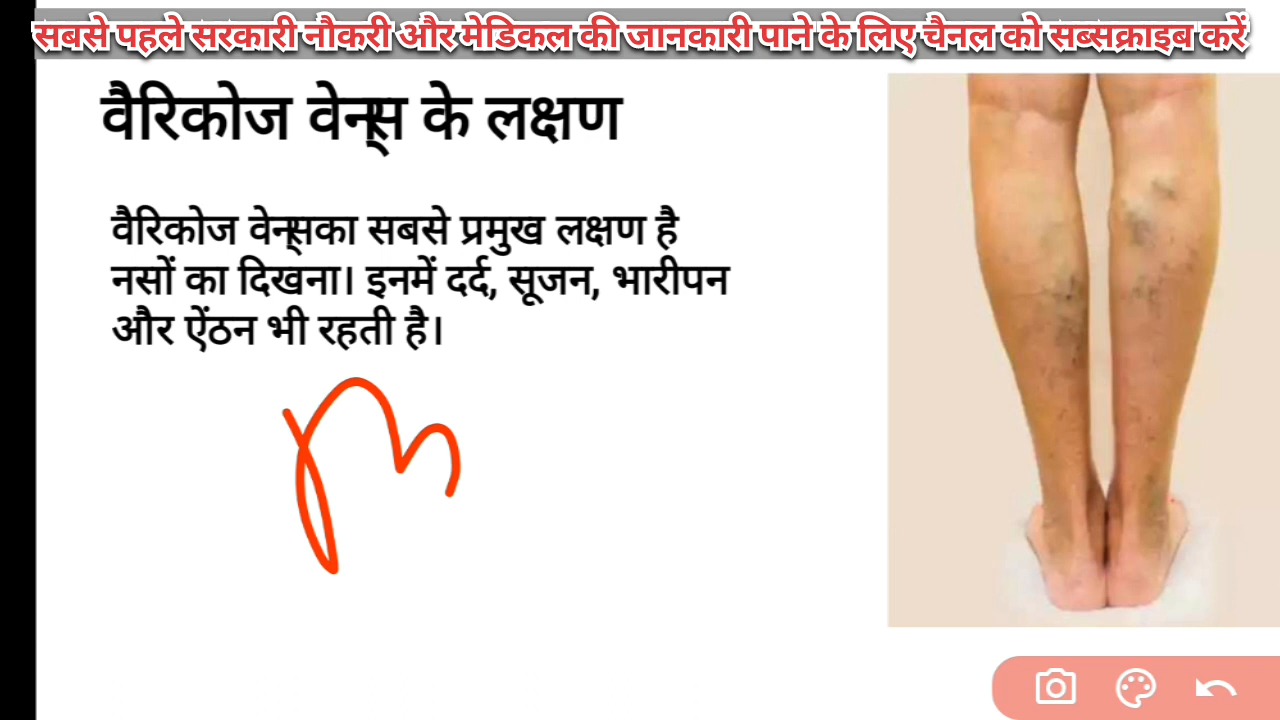 सबसे पहले सरकारी नौकरी और मेडिकल की जानकारी पाने के लिए चैनल को सब्सक्राइब करें
वैरिकोज वेन्स के लक्षण
वैरिकोज वेन्सका सबसे प्रमुख लक्षण है
नसों का दिखना। इनमें दर्द, सूजन, भारीपन
और ऐंठन भी रहती है।